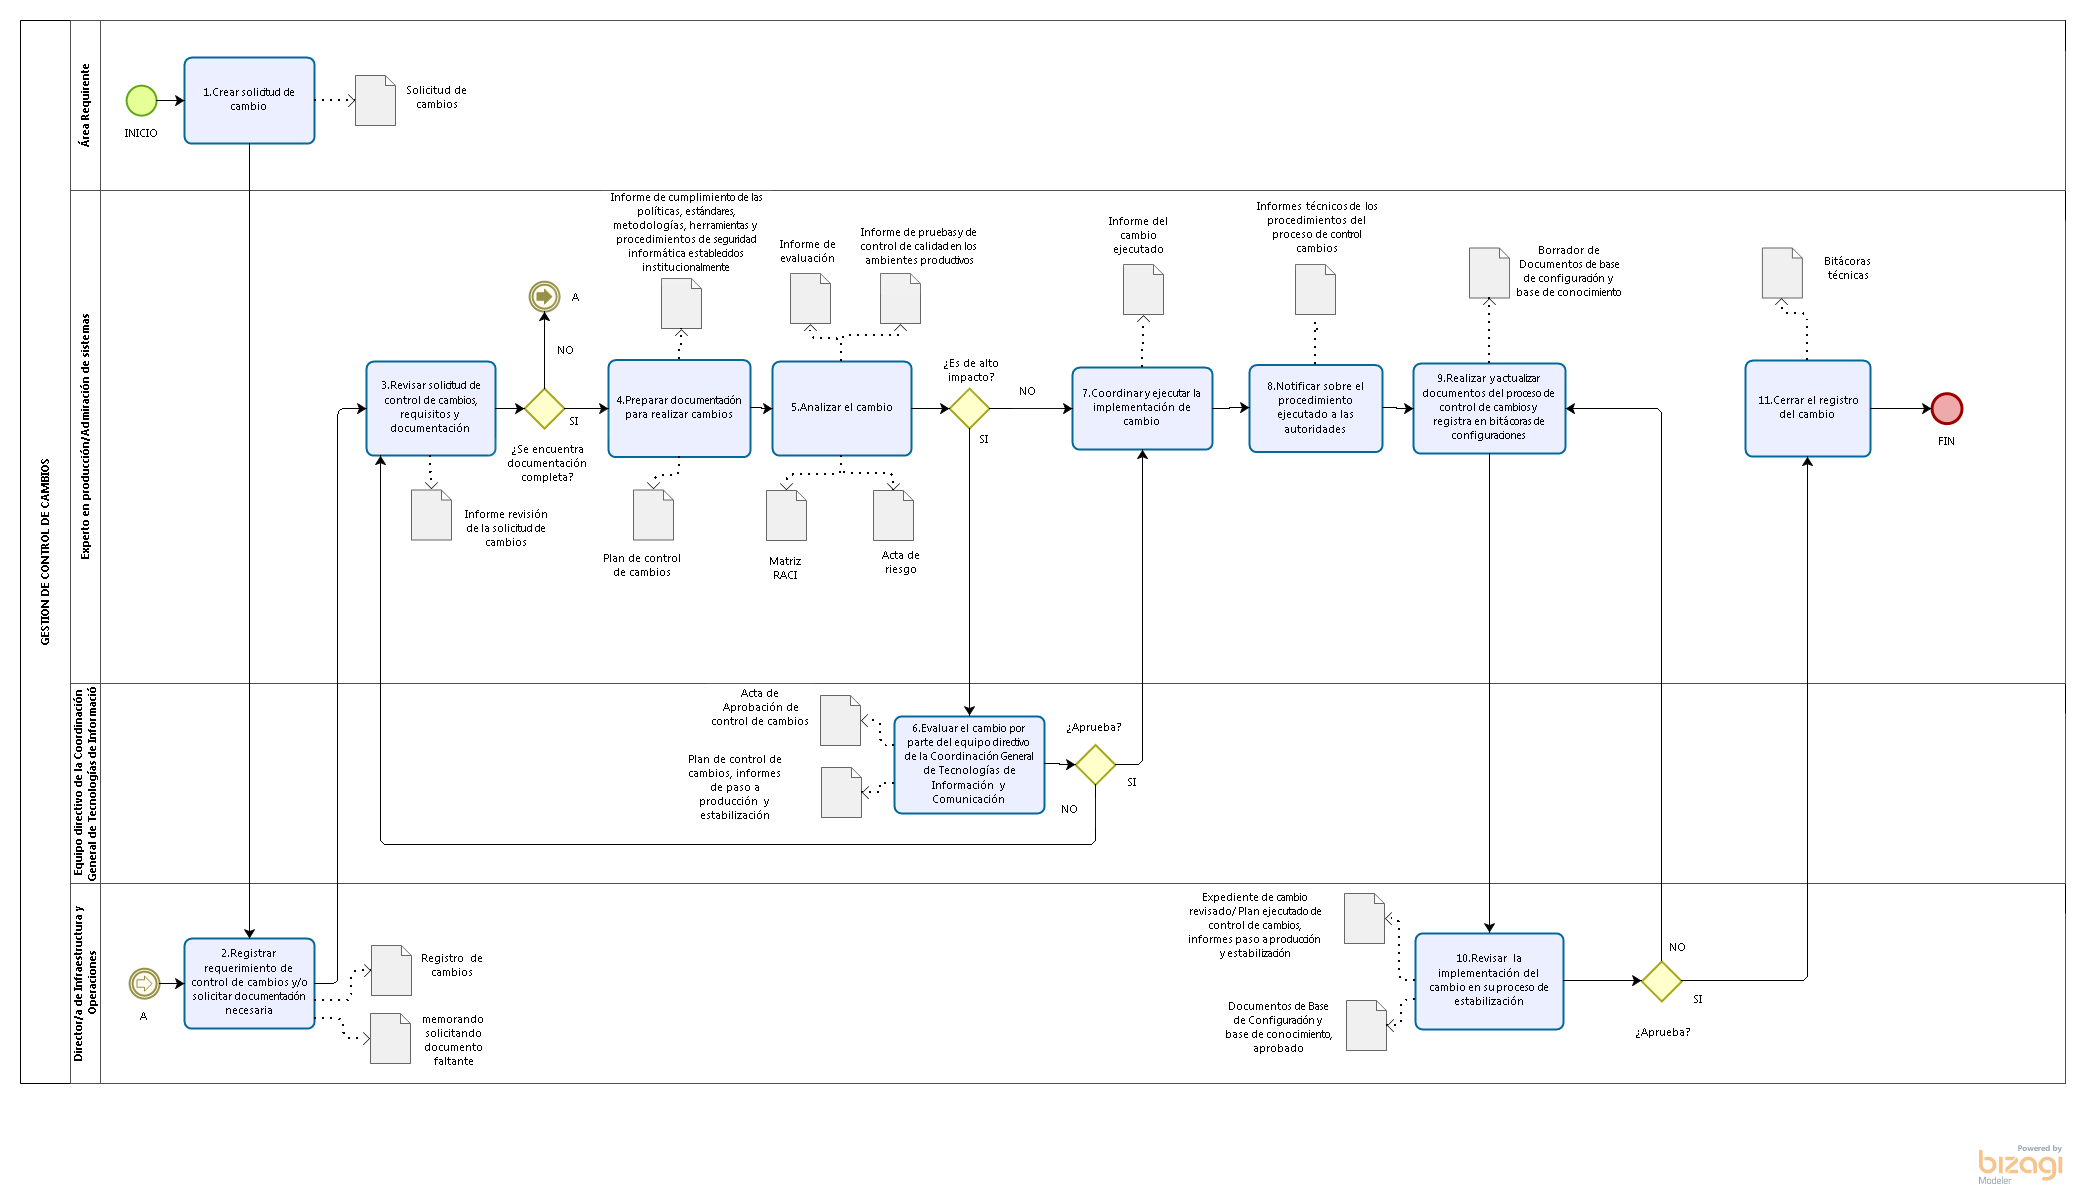 GESTION DE CONTROL DE CAMBIOS
Área Requirente
INICIO
1.Crear solicitud de
cambio
Solicitud de
cambios
Experto en producción/Admiración de sistemas
3.Revisar solicitud de
control de cambios,
requisitos y
documentación
Informe revisión
de la solicitud de
cambios
A
NO
SI
¿Se encuentra
documentación
completa?
Informe de cumplimiento de las
políticas, estándares,
metodologías, herramientas y
procedimientos de seguridad
informática establecidos
institucionalmente
4.Preparar documentación
para realizar cambios
Plan de control
de cambios
Informe de
evaluación
Informe de pruebas y de
control de calidad en los
ambientes productivos
5.Analizar el cambio
Matriz
RACI
Acta de
riesgo
¿Es de alto
impacto?
NO
SI
Informe del
cambio
ejecutado
7.Coordinar y ejecutar la
implementación de
cambio
Informes técnicos de los
procedimientos del
proceso de control
cambios
8.Notificar sobre el
procedimiento
ejecutado a las
autoridades
Borrador de
Documentos de base
de configuración y
base de conocimiento
9.Realizar y actualizar
documentos del proceso de
control de cambios y
registra en bitácoras de
configuraciones
Bitácoras
técnicas
11.Cerrar el registro
del cambio
FIN
Equipo directivo de la Coordinación
General de Tecnologías de Informació
Acta de
Aprobación de
control de cambios
Plan de control de
cambios, informes
de paso a
producción y
estabilización
6.Evaluar el cambio por
parte del equipo directivo
de la Coordinación General
de Tecnologías de
Información y
Comunicación
¿Aprueba?
SI
NO
Director/a de Infraestructura y
Operaciones
A
2.Registrar
requerimiento de
control de cambios y/o
solicitar documentación
necesaria
Registro de
cambios
memorando
solicitando
documento
faltante
Expediente de cambio
revisado/ Plan ejecutado de
control de cambios,
informes paso a producción
y estabilización
Documentos de Base
de Configuración y
base de conocimiento,
aprobado
10.Revisar la
implementación del
cambio en su proceso de
estabilización
NO
SI
¿Aprueba?
Powered by
bizagi
Modeler